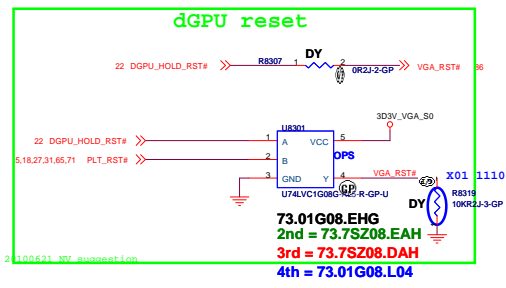 dGPU reset
DY
22 DGPU_HOLD_RST# R8307 1 2 VGA_RST#
0R2J-2-GP
3D3V_VGA_S0
U8301
22 DGPU_HOLD_RST# 1 A VCC 5
5,18,27,31,65,71 PLT_RST# 2 B OPS
3 GND Y 4 VGA_RST# X01 1110
GP
R8319
DY 10KR2J-3-GP
73.01G08.EHG
2nd = 73.7SZ08.EAH
3rd = 73.7SZ08.DAH
20100621 NV suggestion
4th = 73.01G08.L04